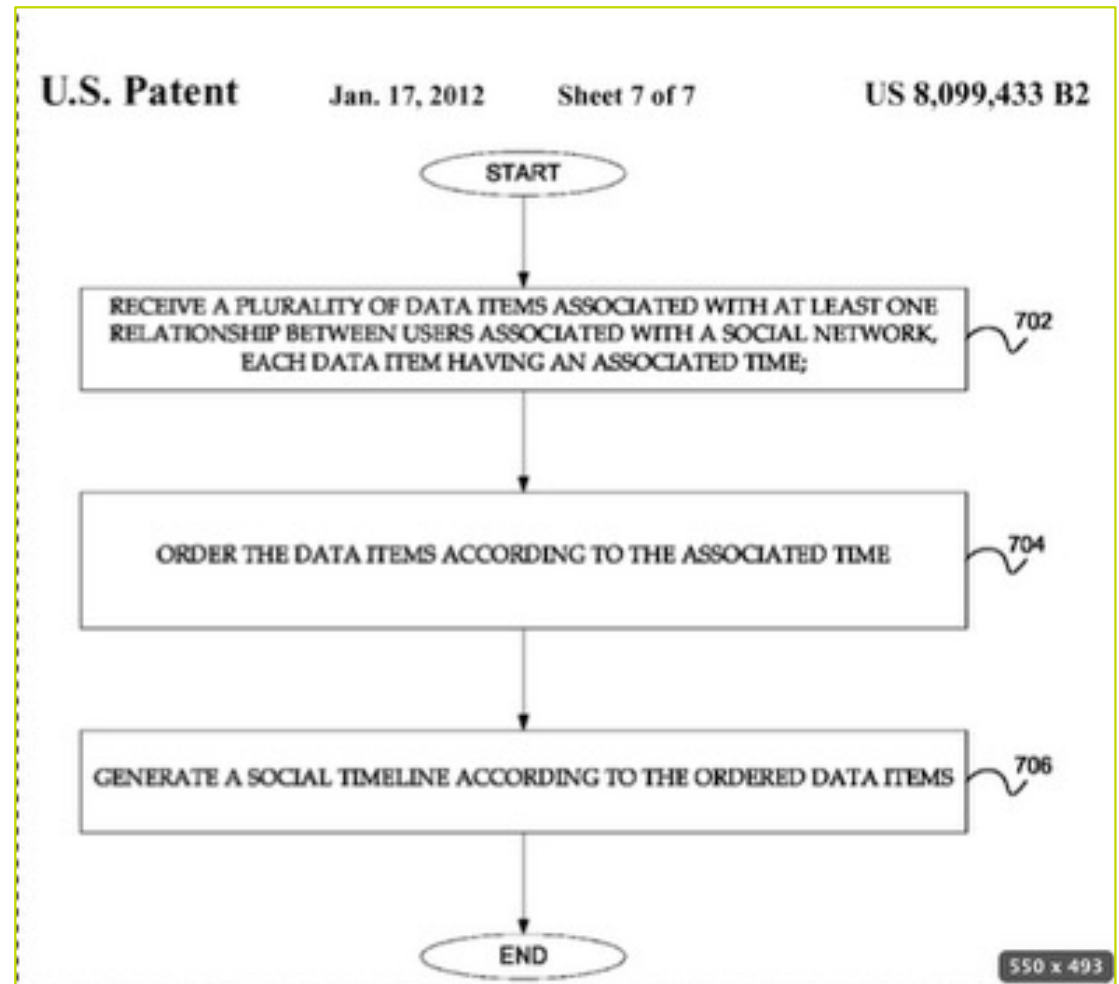 U.S. Patent Jan. 17, 2012 Sheet 7 of 7 US 8,099,433 B2
START
RECEIVE A PLURALITY OF DATA ITEMS ASSOCIATED WITH AT LEAST ONE
RELATIONSHIP BETWEEN USERS ASSOCIATED WITH A SOCIAL NETWORK,
EACH DATA ITEM HAVING AN ASSOCIATED TIME;
702
ORDER THE DATA ITEMS ACCORDING TO THE ASSOCIATED TIME
704
GENERATE A SOCIAL TIMELINE ACCORDING TO THE ORDERED DATA ITEMS
706
END
550 x 493